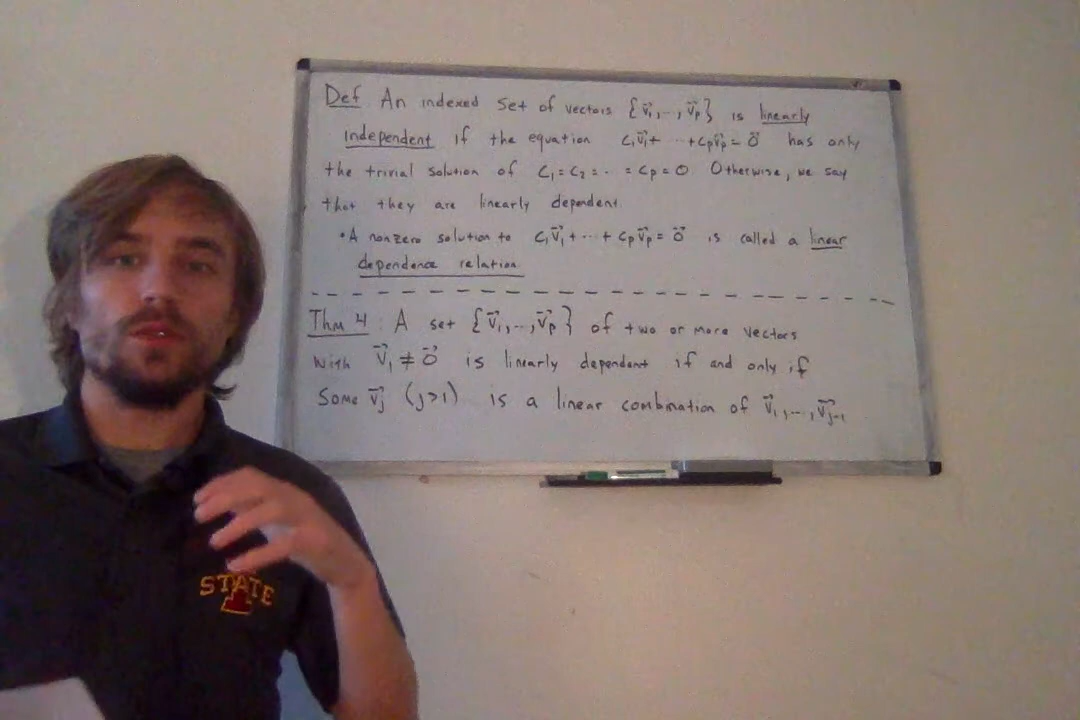 Def An indexed set of vectors {v⃗₁,...,v⃗ₚ} is linearly
independent if the equation c₁v⃗₁+ ⋯ +cₚv⃗ₚ = 0⃗ has only
the trivial solution of c₁=c₂=⋯=cₚ=0 Otherwise, we say
that they are linearly dependent
•A nonzero solution to c₁v⃗₁+⋯+cₚv⃗ₚ=0⃗ is called a linear
dependence relation
Thm 4: A set {v⃗₁,...,v⃗ₚ} of two or more vectors
with v⃗₁ ≠ 0⃗ is linearly dependent if and only if
Some v⃗ⱼ (j>1) is a linear combination of v⃗₁,...,v⃗ⱼ₋₁
STATE